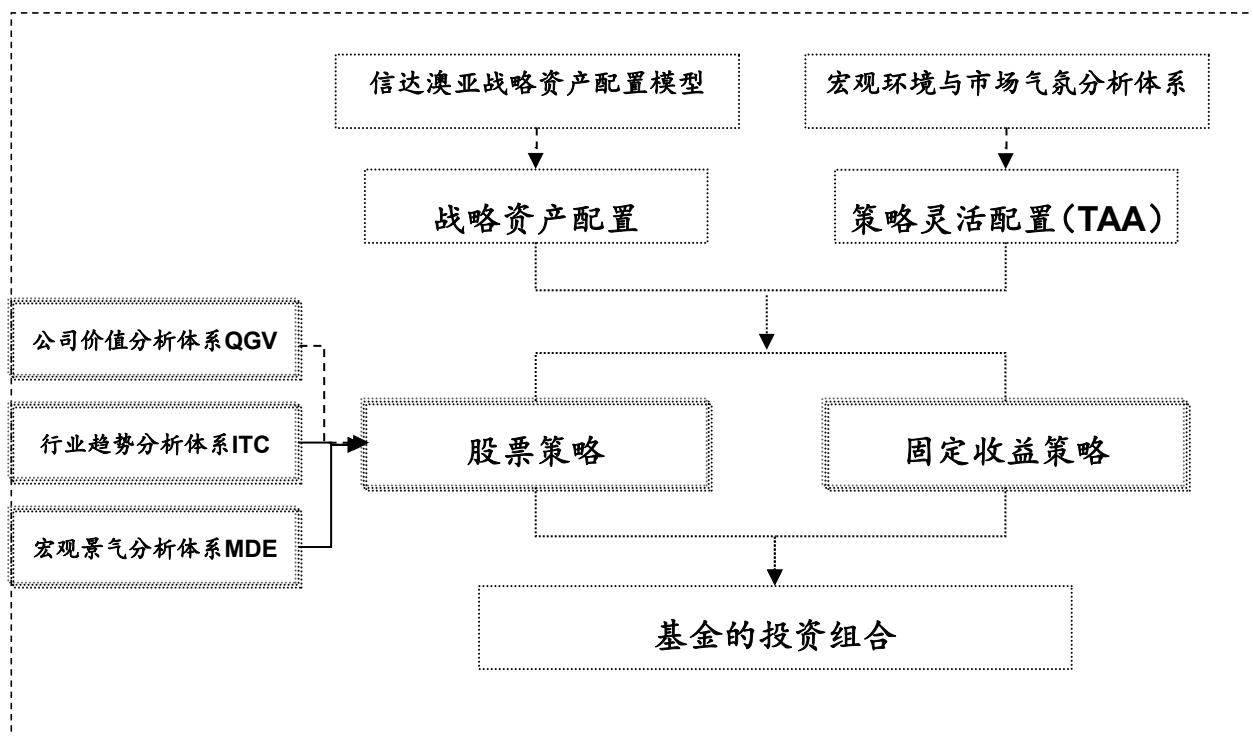 信达澳亚战略资产配置模型
宏观环境与市场气氛分析体系
战略资产配置
策略灵活配置（TAA）
公司价值分析体系QGV
行业趋势分析体系ITC
股票策略
固定收益策略
宏观景气分析体系MDE
基金的投资组合